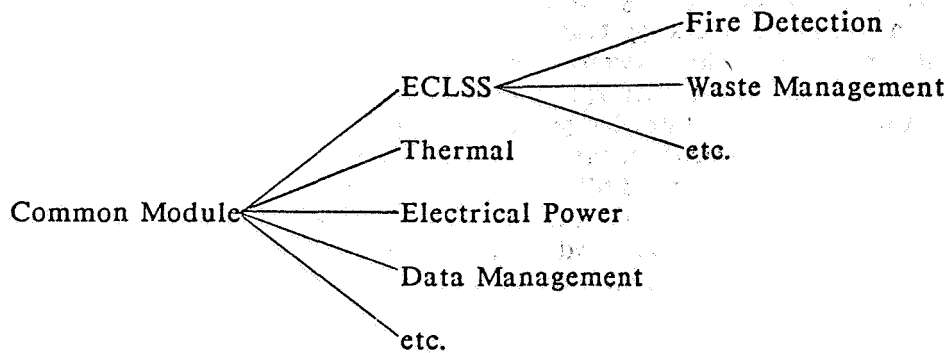 Fire Detection
ECLSS
Waste Management
Thermal
etc.
Common Module
Electrical Power
Data Management
etc.